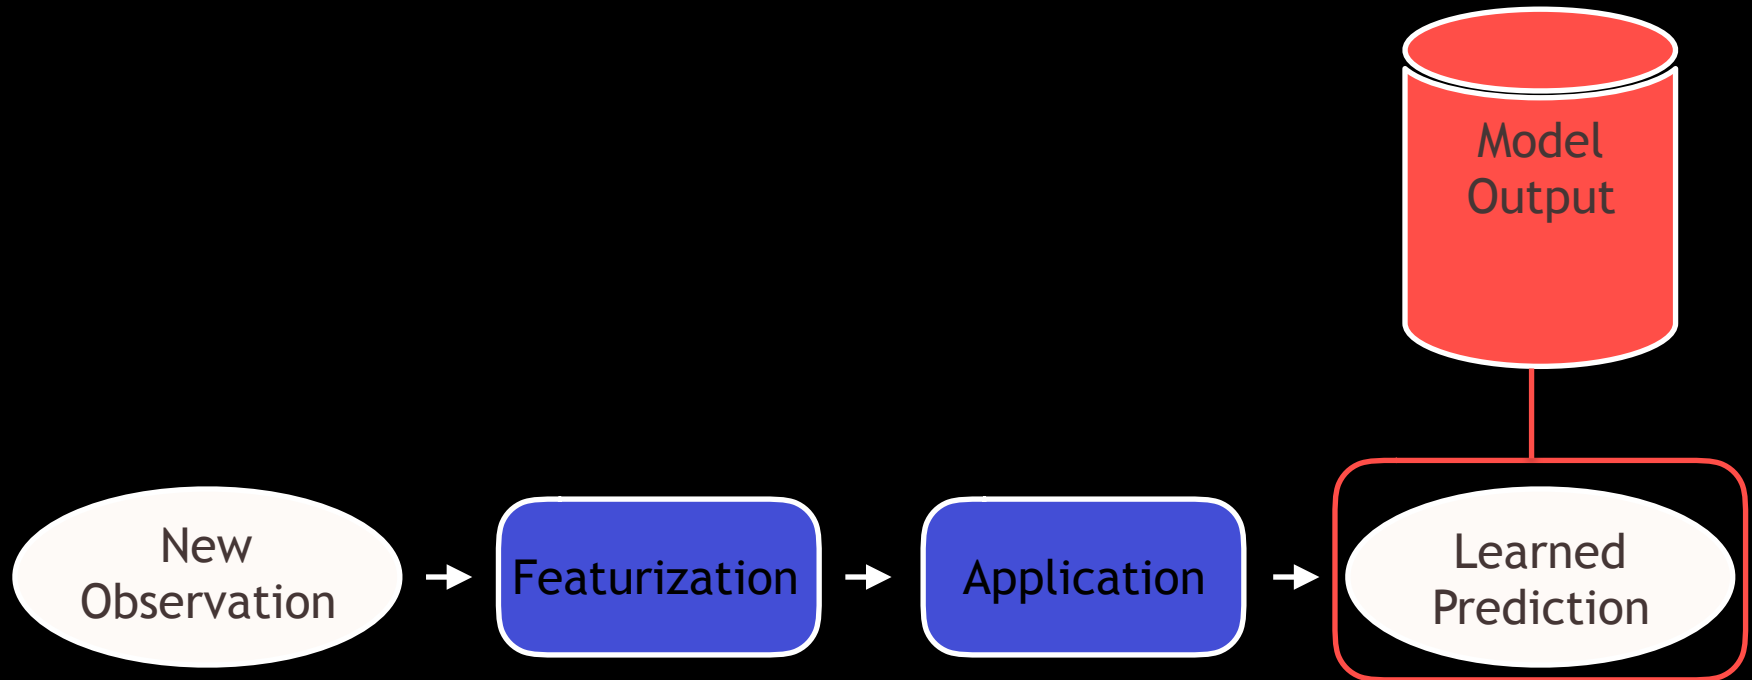 Model
Output
New
Observation
Featurization
Application
Learned
Prediction